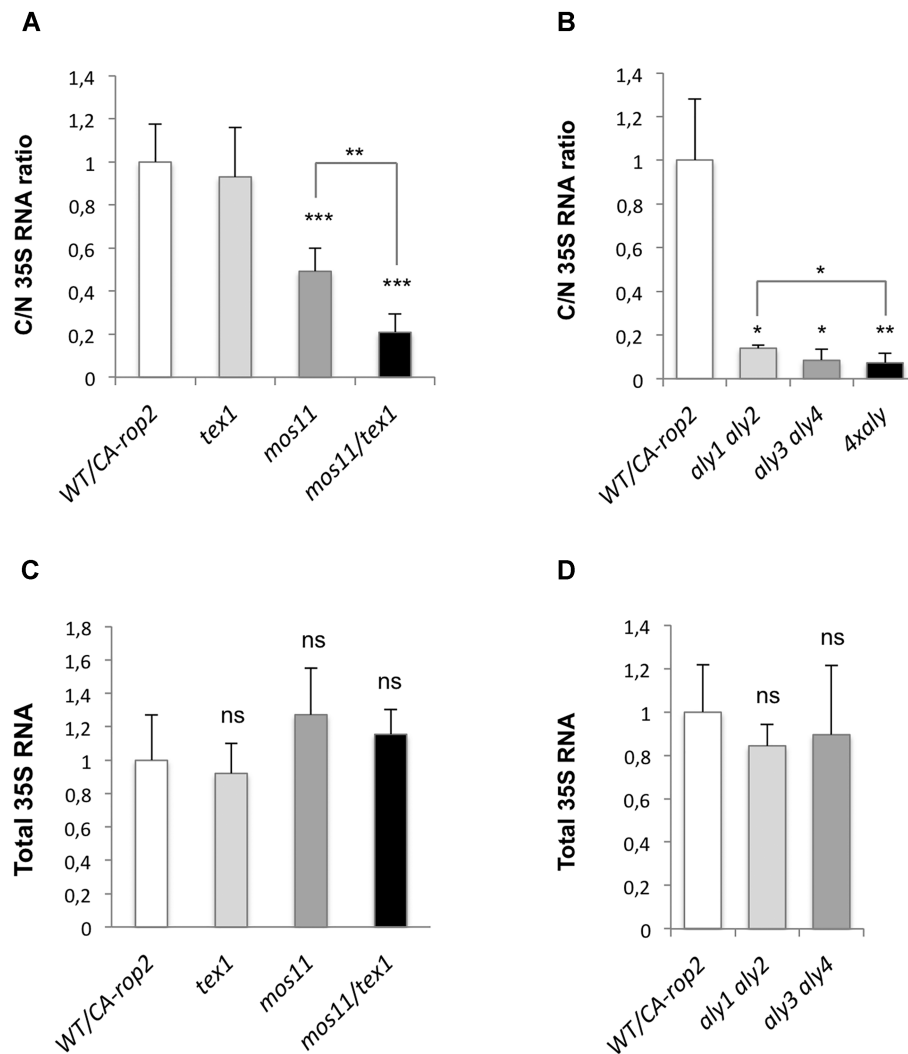 A
C/N 35S RNA ratio
1,4
1,2
1
0,8
0,6
0,4
0,2
0
***
**
***
WT/CA-rop2
tex1
mos11
mos11/tex1
B
C/N 35S RNA ratio
1,4
1,2
1
0,8
0,6
0,4
0,2
0
*
*
*
**
WT/CA-rop2
aly1 aly2
aly3 aly4
4xaly
C
Total 35S RNA
1,8
1,6
1,4
1,2
1
0,8
0,6
0,4
0,2
0
ns
ns
ns
WT/CA-rop2
tex1
mos11
mos11/tex1
D
Total 35S RNA
1,4
1,2
1
0,8
0,6
0,4
0,2
0
ns
ns
WT/CA-rop2
aly1 aly2
aly3 aly4